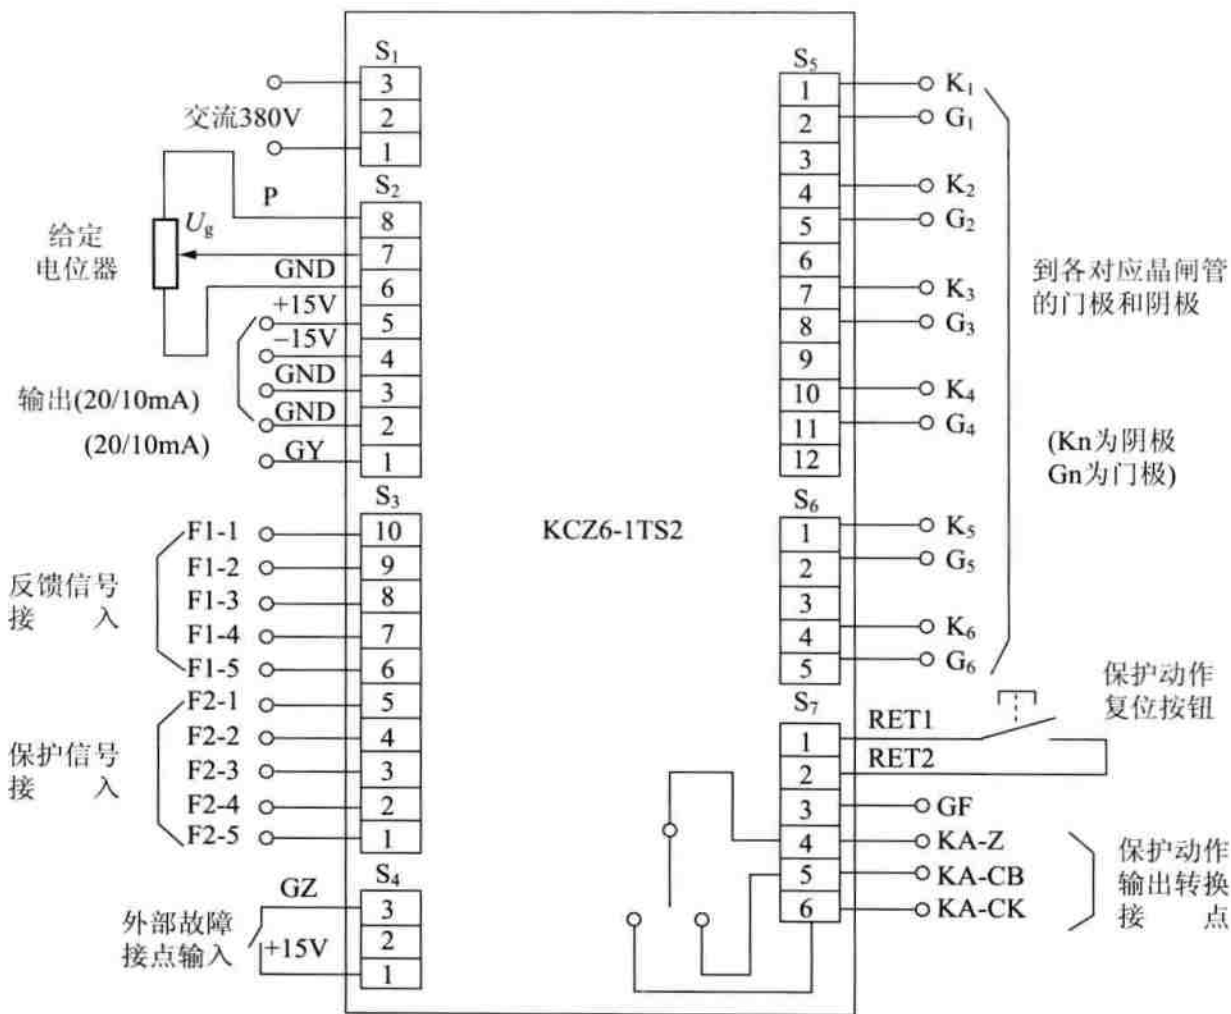 S₁
3
2
1
交流380V
S₂
8
7
6
5
4
3
2
1
P
U_g
给定
电位器
GND
+15V
−15V
GND
GND
GY
输出(20/10mA)
(20/10mA)
S₃
10
9
8
7
6
5
4
3
2
1
F1-1
F1-2
F1-3
F1-4
F1-5
反馈信号
接 入
F2-1
F2-2
F2-3
F2-4
F2-5
保护信号
接 入
S₄
3
2
1
GZ
+15V
外部故障
接点输入
KCZ6-1TS2
S₅
1
2
3
4
5
6
7
8
9
10
11
12
K₁
G₁
K₂
G₂
K₃
G₃
K₄
G₄
到各对应晶闸管
的门极和阴极
(Kn为阴极
Gn为门极)
S₆
1
2
3
4
5
K₅
G₅
K₆
G₆
S₇
1
2
3
4
5
6
RET1
RET2
GF
KA-Z
KA-CB
KA-CK
保护动作
复位按钮
保护动作
输出转换
接 点